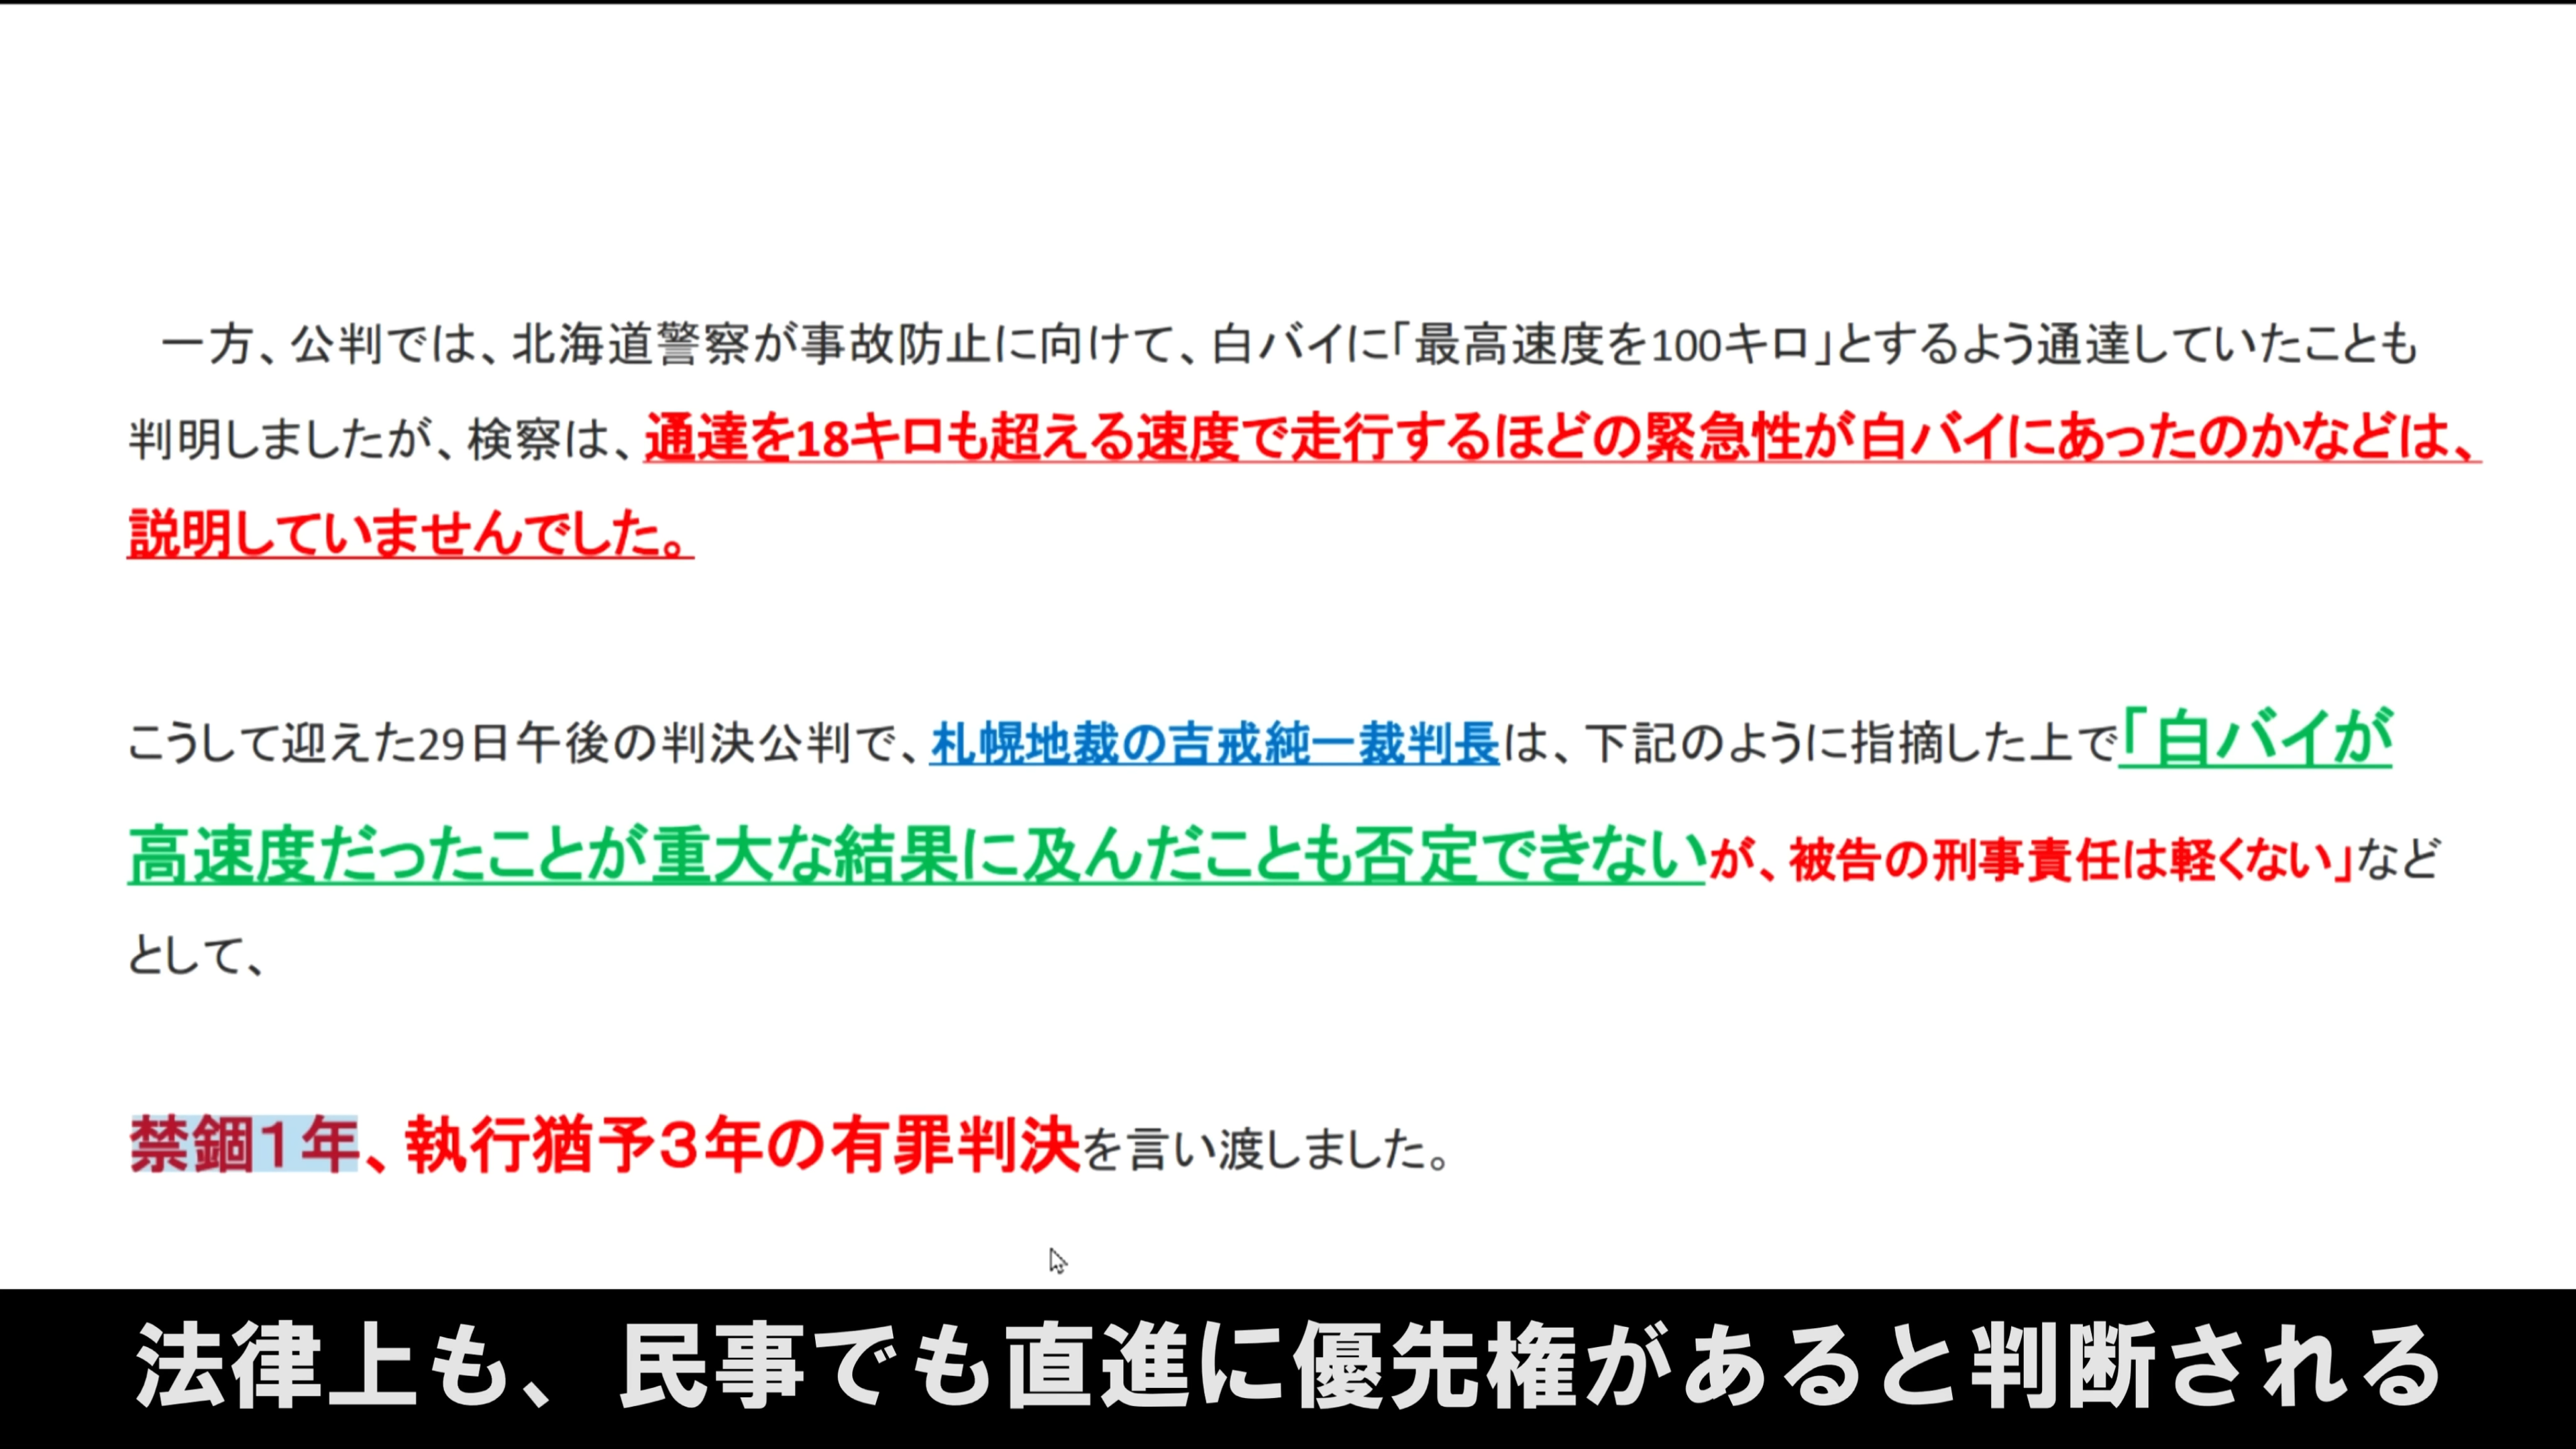 一方、公判では、北海道警察が事故防止に向けて、白バイに「最高速度を100キロ」とするよう通達していたことも
判明しましたが、検察は、通達を18キロも超える速度で走行するほどの緊急性が白バイにあったのかなどは、
説明していませんでした。
こうして迎えた29日午後の判決公判で、札幌地裁の吉戒純一裁判長は、下記のように指摘した上で「白バイが
高速度だったことが重大な結果に及んだことも否定できないが、被告の刑事責任は軽くない」など
として、
禁錮１年、執行猶予３年の有罪判決を言い渡しました。
法律上も、民事でも直進に優先権があると判断される